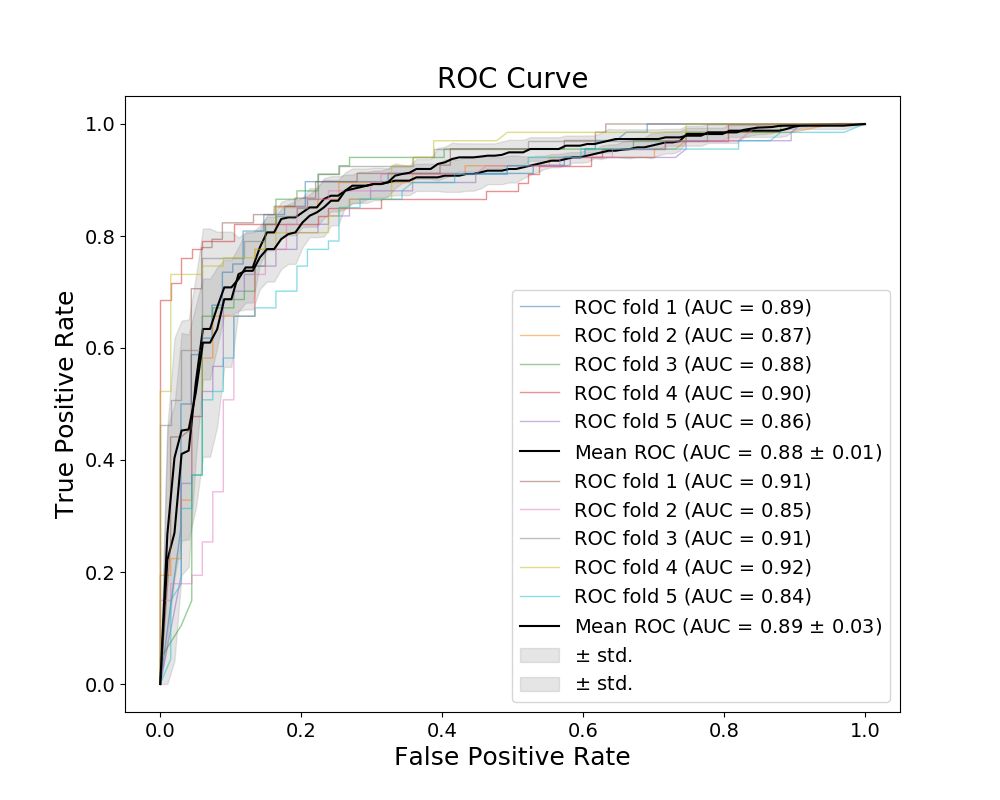 ROC Curve
1.0
0.8
0.6
0.4
0.2
0.0
True Positive Rate
ROC fold 1 (AUC = 0.89)
ROC fold 2 (AUC = 0.87)
ROC fold 3 (AUC = 0.88)
ROC fold 4 (AUC = 0.90)
ROC fold 5 (AUC = 0.86)
Mean ROC (AUC = 0.88 ± 0.01)
ROC fold 1 (AUC = 0.91)
ROC fold 2 (AUC = 0.85)
ROC fold 3 (AUC = 0.91)
ROC fold 4 (AUC = 0.92)
ROC fold 5 (AUC = 0.84)
Mean ROC (AUC = 0.89 ± 0.03)
± std.
± std.
0.0 0.2 0.4 0.6 0.8 1.0
False Positive Rate